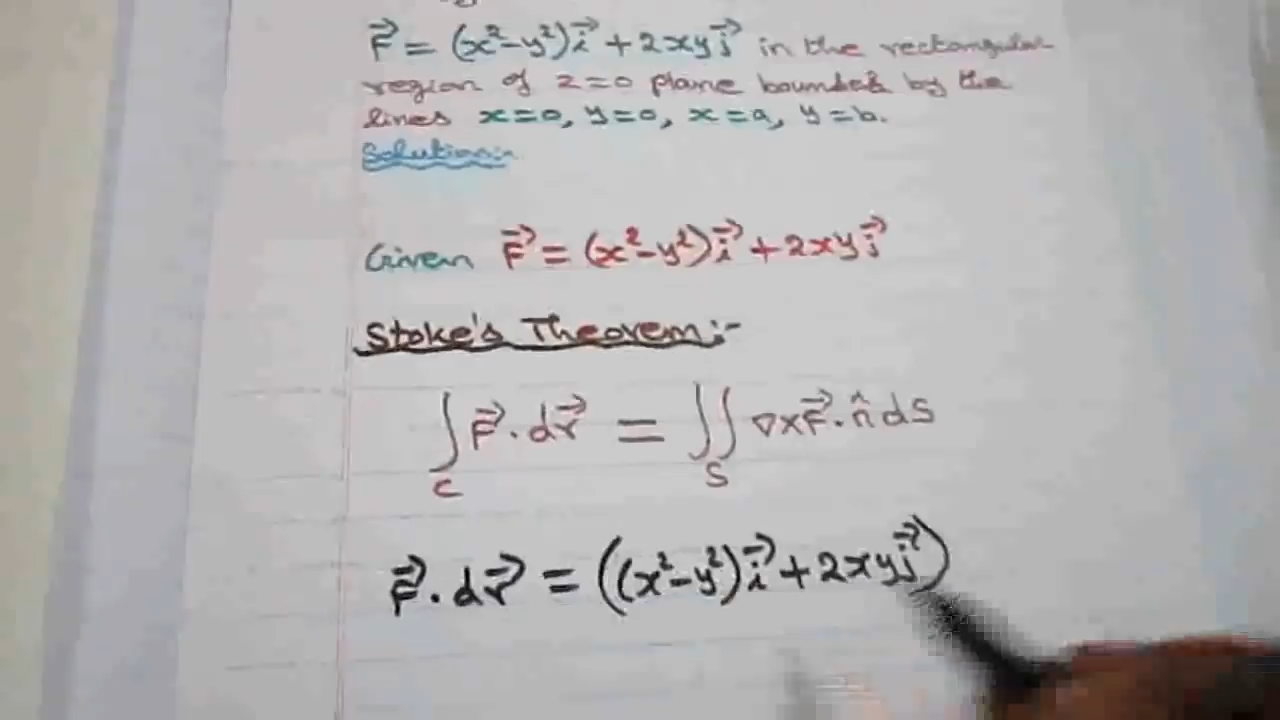 F⃗ = (x²-y²)i⃗ + 2xyj⃗ in the rectangular
region of z=0 plane bounded by the
lines x=0, y=0, x=a, y=b.
Solution:-
Given F⃗ = (x²-y²)i⃗ + 2xyj⃗
Stoke's Theorem:-
∫_C F⃗ . dr⃗ = ∬_S ∇×F⃗ . n̂ ds
F⃗ . dr⃗ = ((x²-y²)i⃗ + 2xyj⃗)